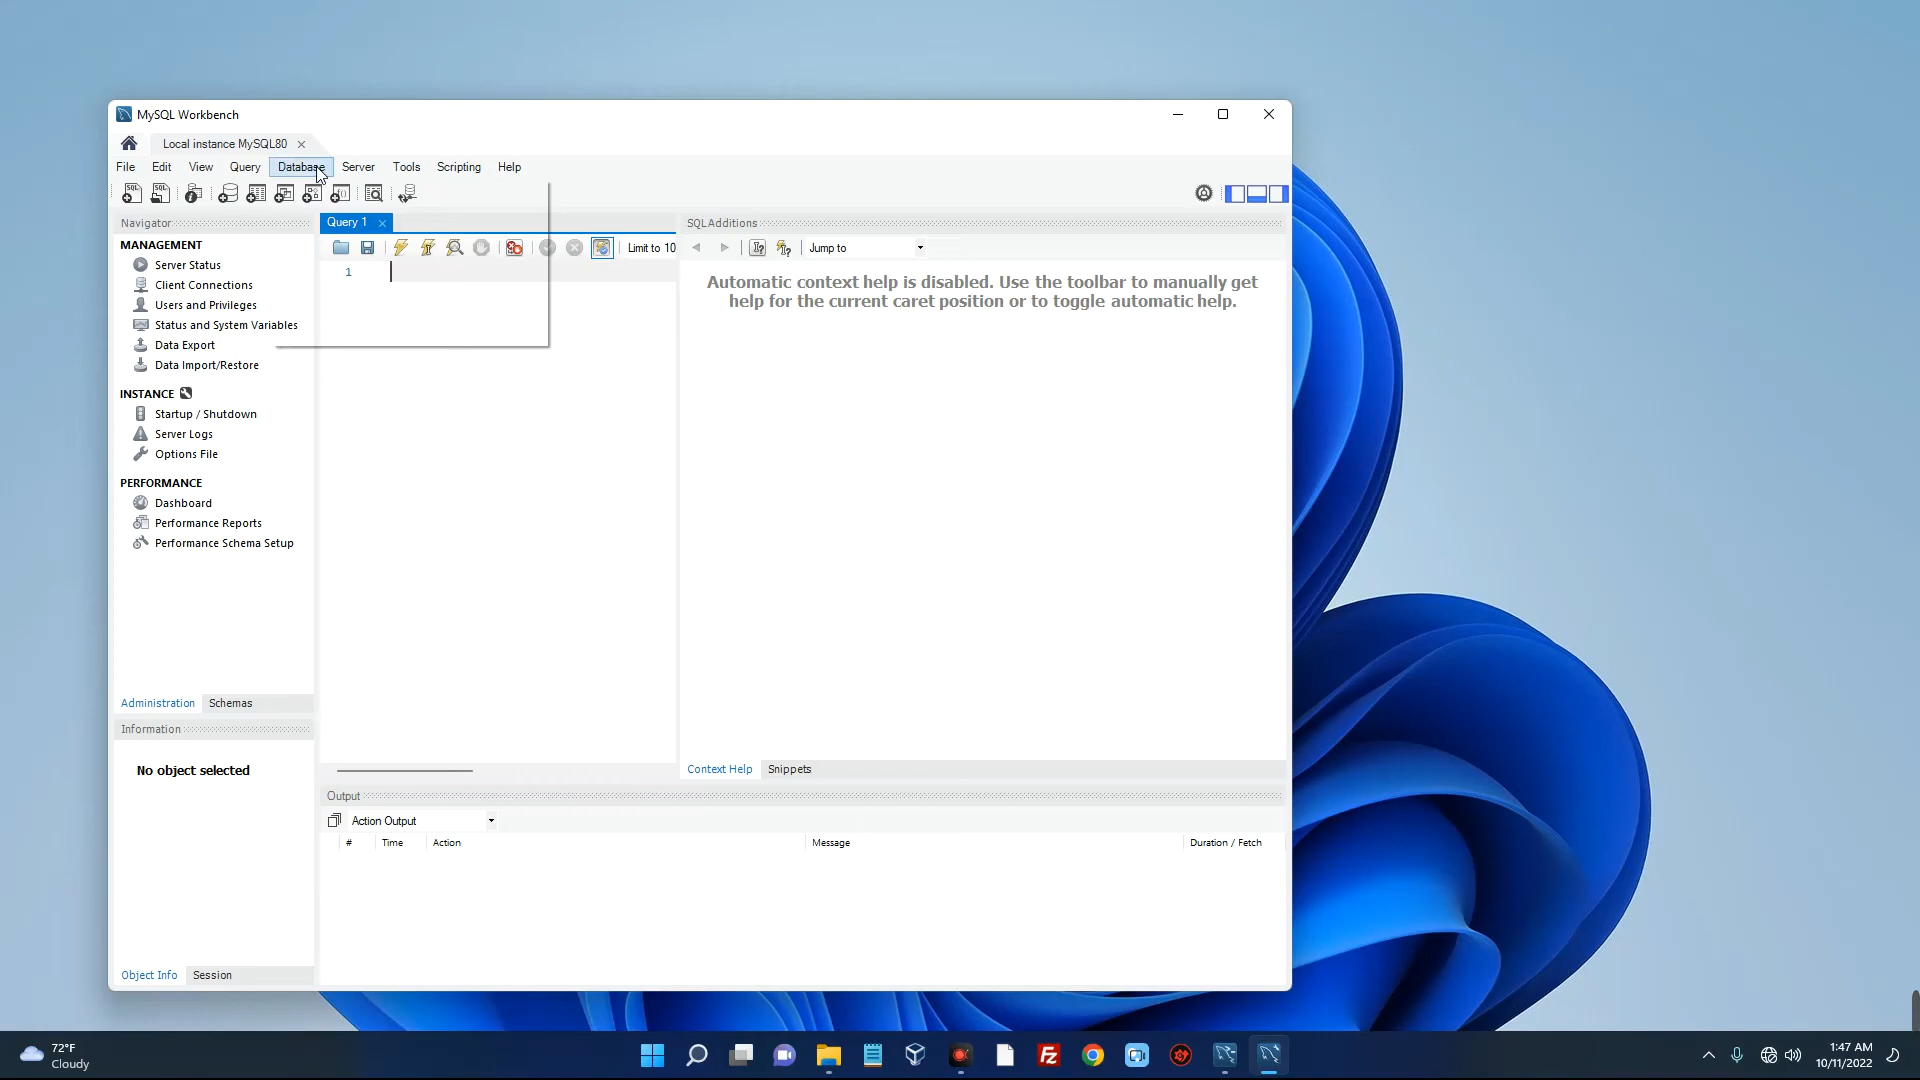 MySQL Workbench
Local instance MySQL80
File Edit View Query Database Server Tools Scripting Help
Navigator
MANAGEMENT
Server Status
Client Connections
Users and Privileges
Status and System Variables
Data Export
Data Import/Restore
INSTANCE
Startup / Shutdown
Server Logs
Options File
PERFORMANCE
Dashboard
Performance Reports
Performance Schema Setup
Administration Schemas
Information
No object selected
Object Info Session
Query 1
Limit to 10
1
SQLAdditions
Jump to
Automatic context help is disabled. Use the toolbar to manually get
help for the current caret position or to toggle automatic help.
Context Help Snippets
Output
Action Output
# Time Action Message Duration / Fetch
72°F
Cloudy
1:47 AM
10/11/2022